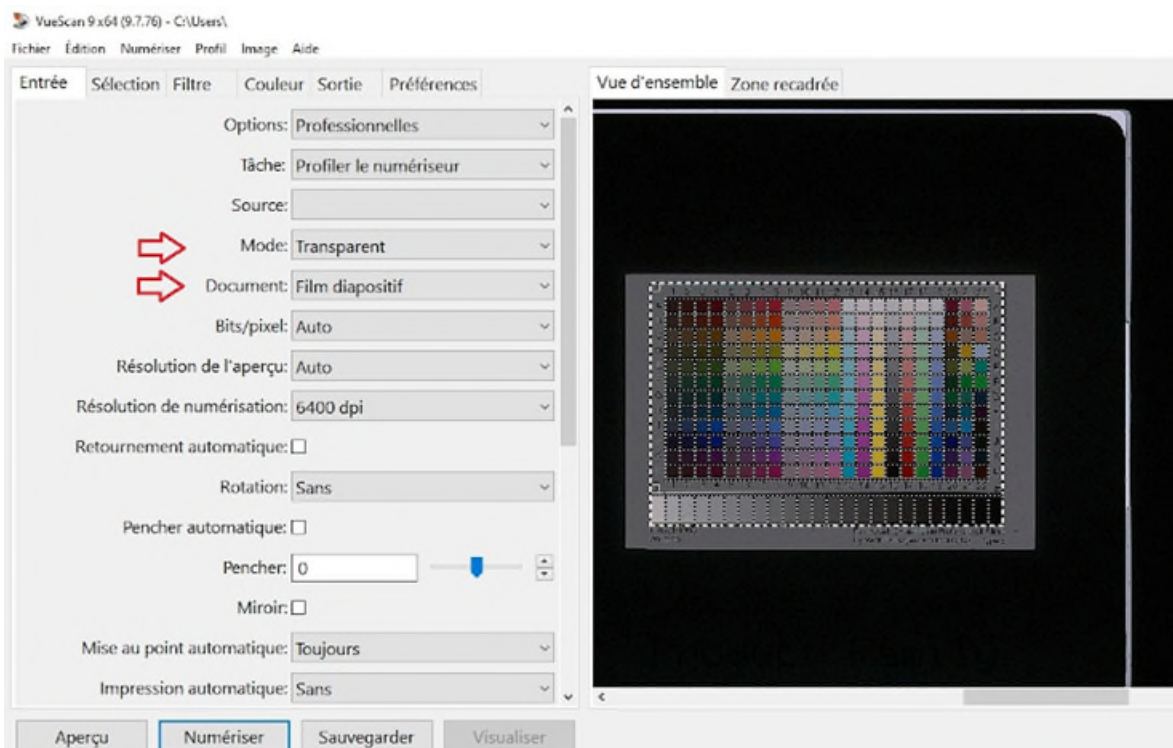 VueScan 9 x64 (9.7.76) - C:\Users\
Fichier Édition Numériser Profil Image Aide
Entrée Sélection Filtre Couleur Sortie Préférences
Options: Professionnelles
Tâche: Profiler le numériseur
Source:
Mode: Transparent
Document: Film diapositif
Bits/pixel: Auto
Résolution de l'aperçu: Auto
Résolution de numérisation: 6400 dpi
Retournement automatique:
Rotation: Sans
Pencher automatique:
Pencher: 0
Miroir:
Mise au point automatique: Toujours
Impression automatique: Sans
Aperçu Numériser Sauvegarder Visualiser
Vue d'ensemble Zone recadrée